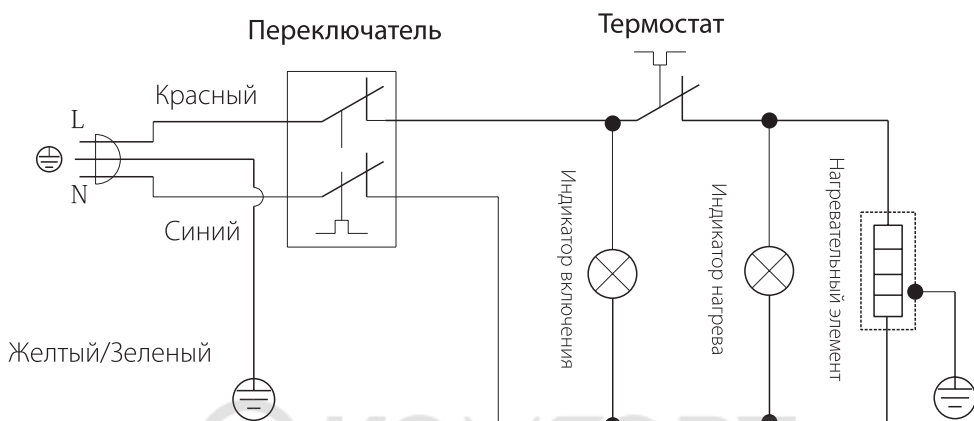 Переключатель
Термостат
Красный
L
N
Синий
Желтый/Зеленый
Индикатор включения
Индикатор нагрева
Нагревательный элемент